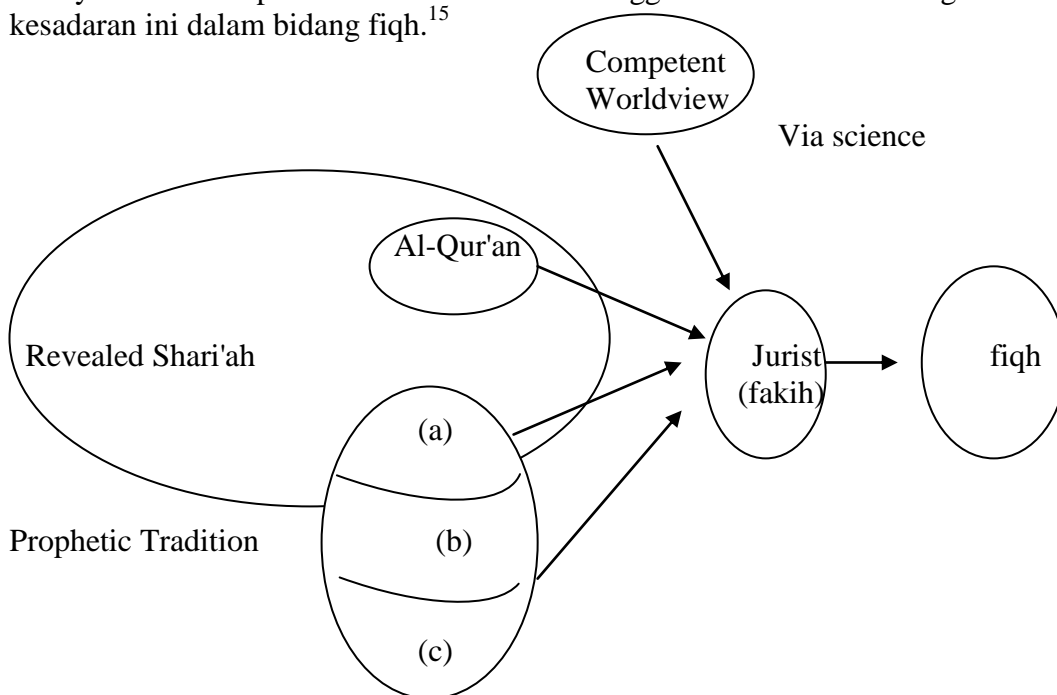 kesadaran ini dalam bidang fiqh.15
Competent
Worldview
Via science
Al-Qur'an
Revealed Shari'ah
Jurist
(fakih)
fiqh
(a)
Prophetic Tradition
(b)
(c)